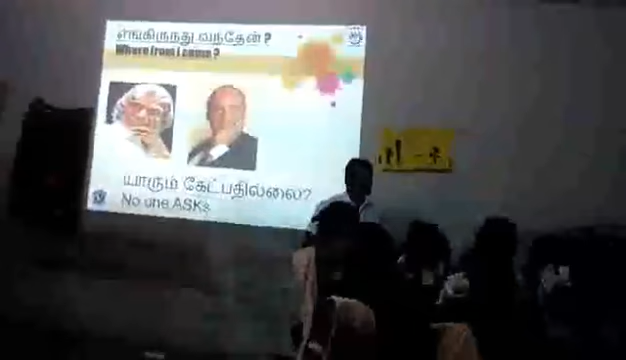 எங்கிருந்து வந்தேன் ?
Where from I came ?
யாரும் கேட்பதில்லை?
No one ASKs